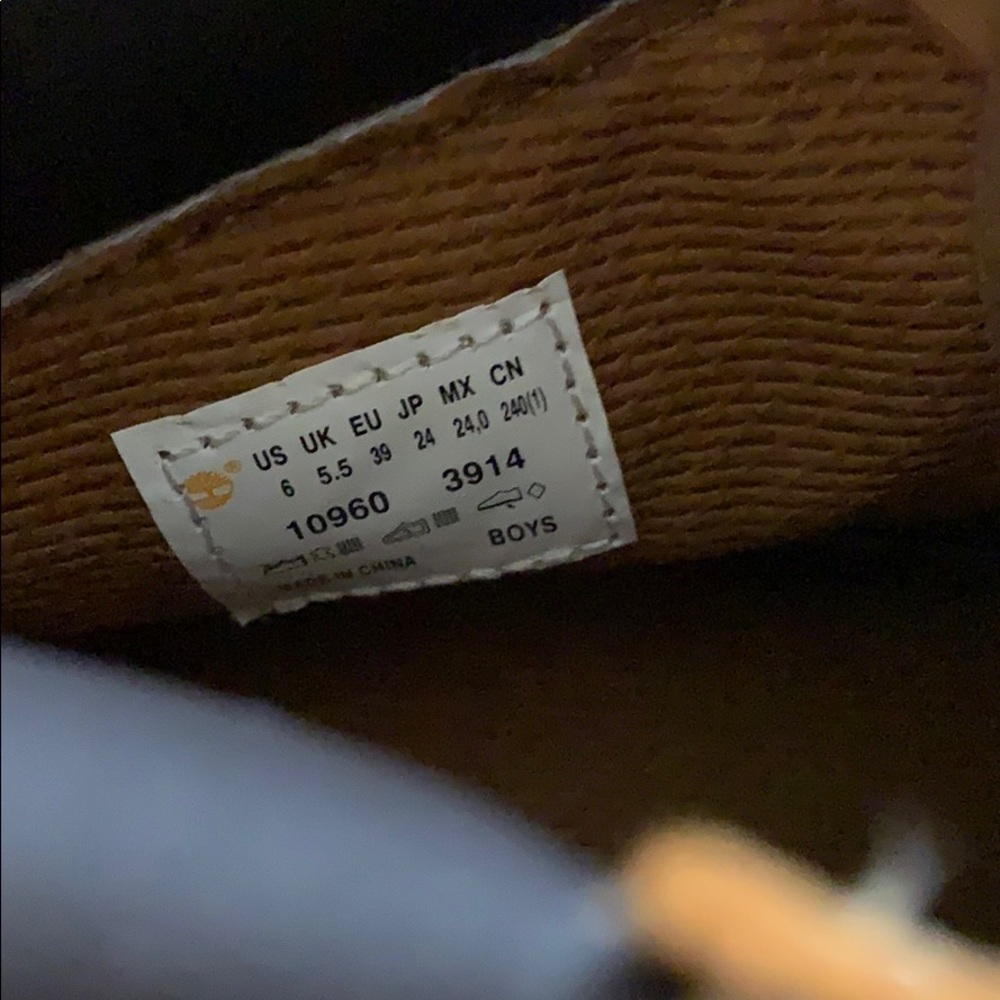 US UK EU JP MX CN
6 5.5 39 24 24,0 240(1)
10960 3914
BOYS
MADE IN CHINA